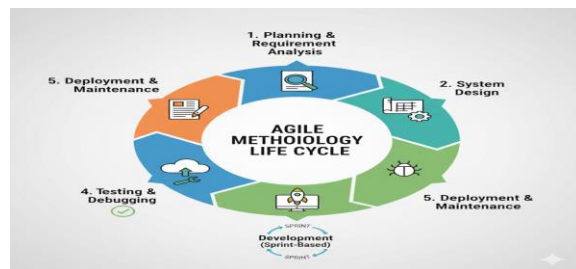 1. Planning &
Requirement
Analysis
2. System
Design
5. Deployment &
Maintenance
SPRINT
Development
(Sprint-Based)
SPRINT
4. Testing &
Debugging
5. Deployment &
Maintenance
AGILE
METHOIOLOGY
LIFE CYCLE